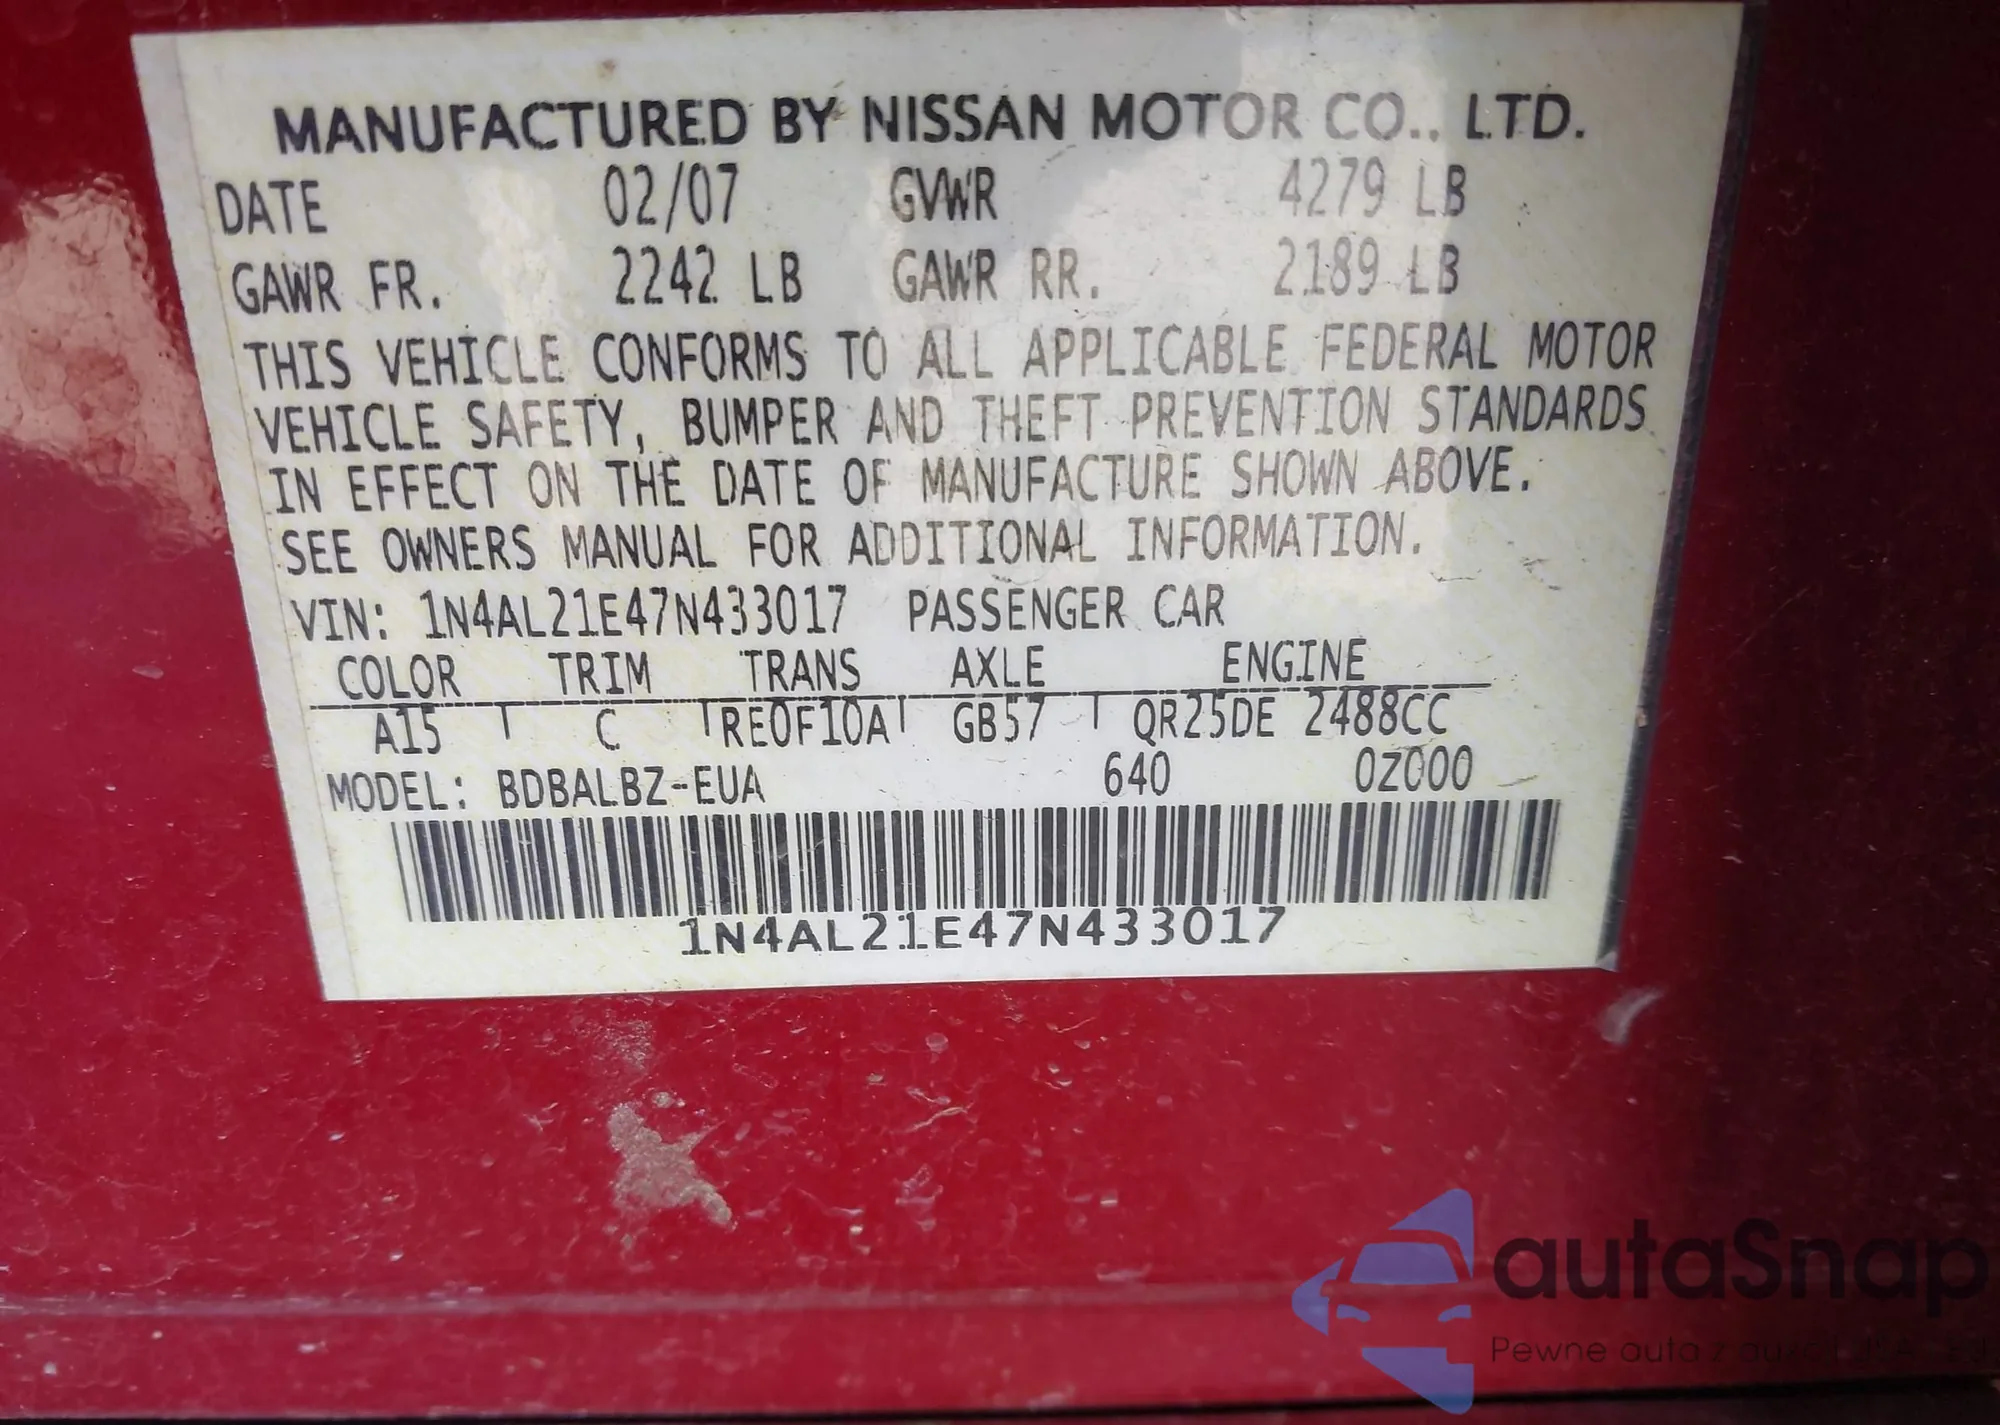 MANUFACTURED BY NISSAN MOTOR CO., LTD.
DATE 02/07 GVWR 4279 LB
GAWR FR. 2242 LB GAWR RR. 2189 LB
THIS VEHICLE CONFORMS TO ALL APPLICABLE FEDERAL MOTOR
VEHICLE SAFETY, BUMPER AND THEFT PREVENTION STANDARDS
IN EFFECT ON THE DATE OF MANUFACTURE SHOWN ABOVE.
SEE OWNERS MANUAL FOR ADDITIONAL INFORMATION.
VIN: 1N4AL21E47N433017 PASSENGER CAR
COLOR TRIM TRANS AXLE ENGINE
A15 C RE0F10A GB57 QR25DE 2488CC
MODEL: BDBALBZ-EUA 640 0Z000
1N4AL21E47N433017
autaSnap
Pewne auto z